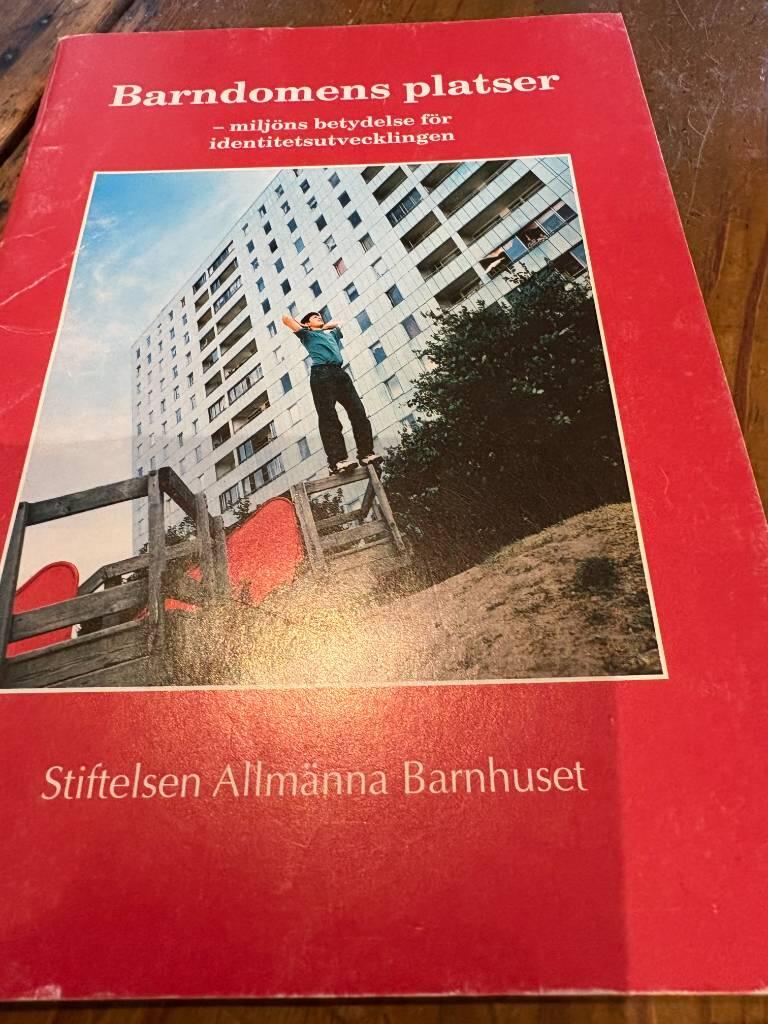 Barndomens platser
– miljöns betydelse för
identitetsutvecklingen
Stiftelsen Allmänna Barnhuset